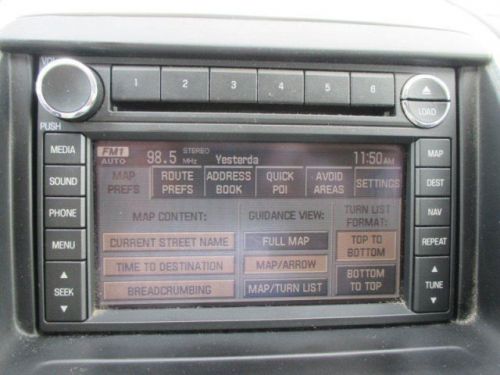 VOL
1 2 3 4 5 6
LOAD
PUSH
MEDIA
SOUND
PHONE
MENU
SEEK
MAP
DEST
NAV
REPEAT
TUNE
FM1 98.5 STEREO MHz Yesterda 11:50 AM
AUTO
MAP PREFS
ROUTE PREFS
ADDRESS BOOK
QUICK POI
AVOID AREAS
SETTINGS
MAP CONTENT:
CURRENT STREET NAME
TIME TO DESTINATION
BREADCRUMBING
GUIDANCE VIEW:
FULL MAP
MAP/ARROW
MAP/TURN LIST
TURN LIST
FORMAT:
TOP TO
BOTTOM
BOTTOM
TO TOP